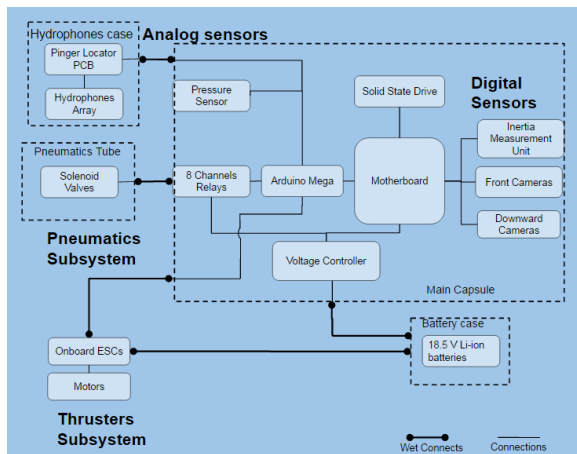 Hydrophones case
Analog sensors
Pinger Locator
PCB
Hydrophones
Array
Pressure
Sensor
Solid State Drive
Digital
Sensors
Inertia
Measurement
Unit
Pneumatics Tube
Solenoid
Valves
8 Channels
Relays
Arduino Mega
Motherboard
Front Cameras
Downward
Cameras
Pneumatics
Subsystem
Voltage Controller
Main Capsule
Battery case
18.5 V Li-ion
batteries
Onboard ESCs
Motors
Thrusters
Subsystem
Wet Connects
Connections